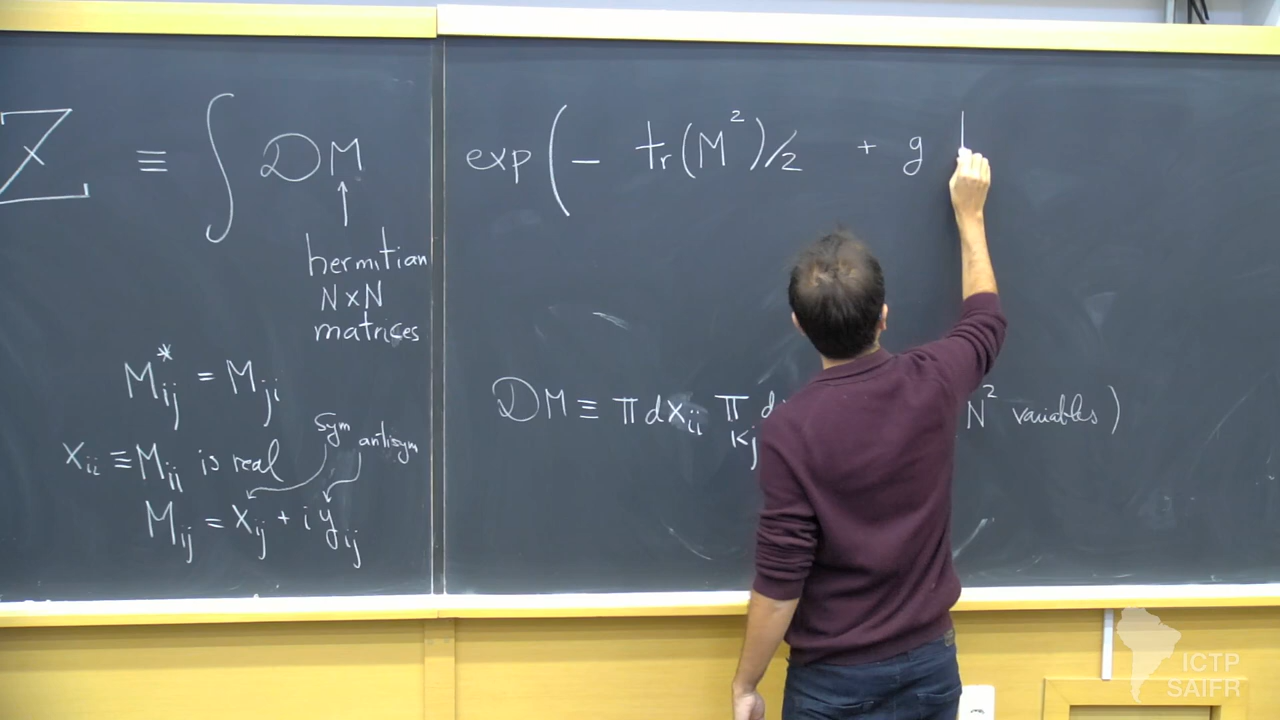 Z ≡ ∫ DM exp(- tr(M²)/2 + g
hermitian
N×N
matrices
M*ij = Mji
sym
antisym
xii ≡ Mii is real
Mij = xij + i yij
DM ≡ π dxii π
N² variables)
ICTP
SAIFR